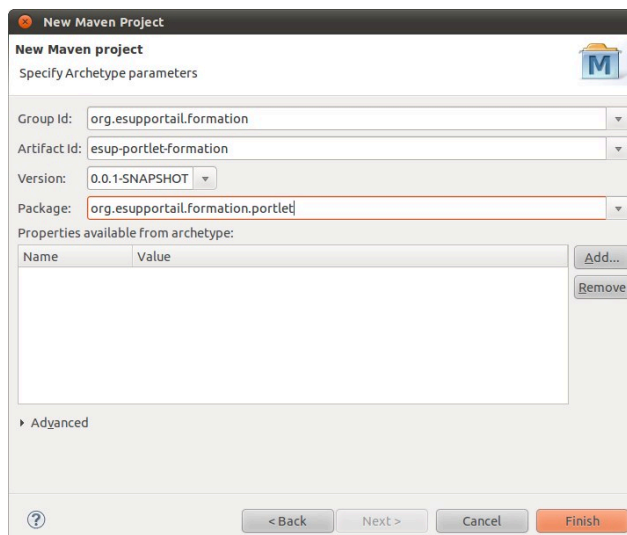 New Maven Project
New Maven project
Specify Archetype parameters
M
Group Id: org.esupportail.formation
Artifact Id: esup-portlet-formation
Version: 0.0.1-SNAPSHOT
Package: org.esupportail.formation.portlet
Properties available from archetype:
Name Value
Add...
Remove
Advanced
? < Back Next > Cancel Finish